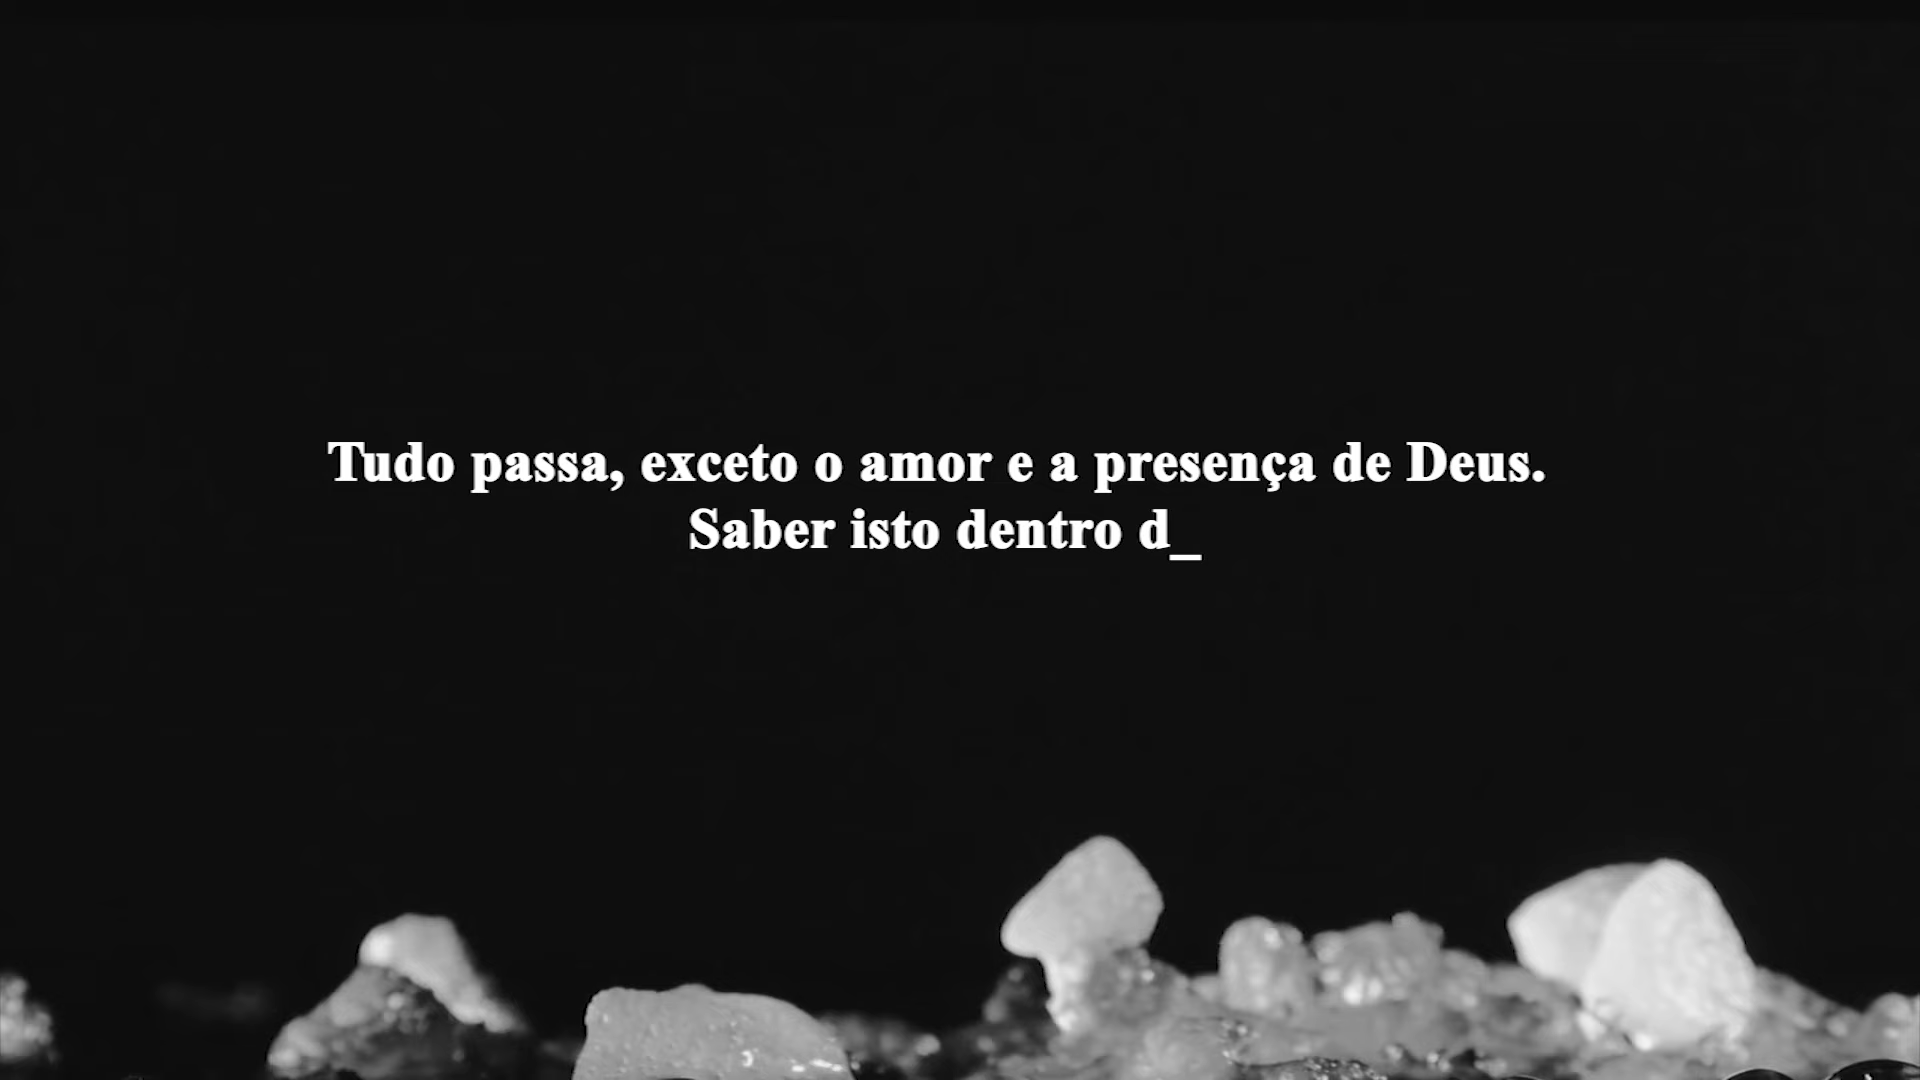 Tudo passa, exceto o amor e a presença de Deus.
Saber isto dentro d_